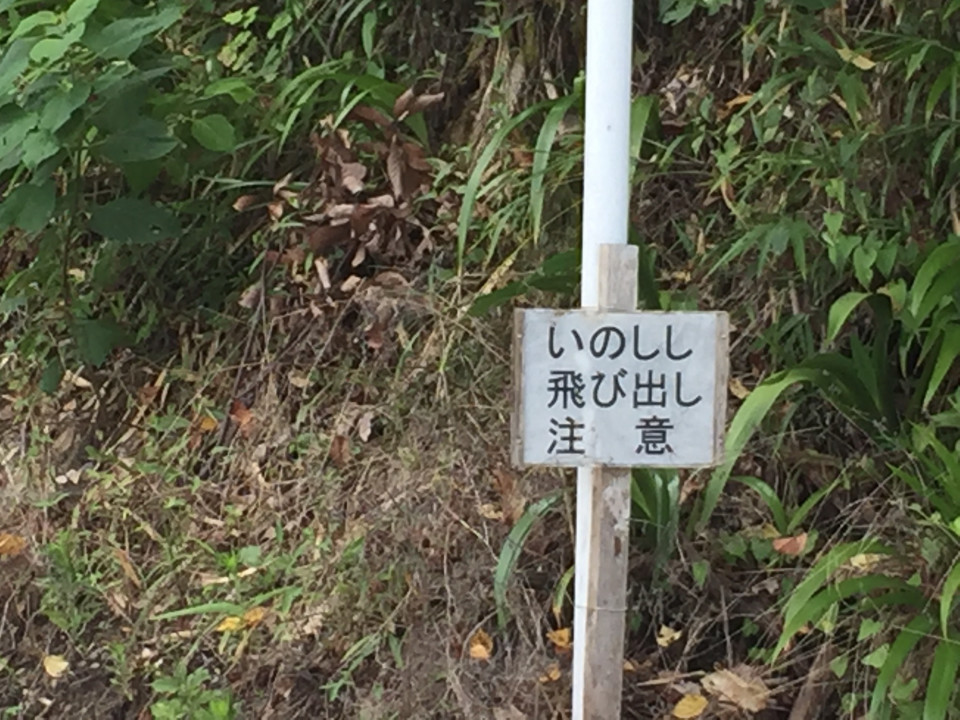 いのしし
飛び出し
注　意